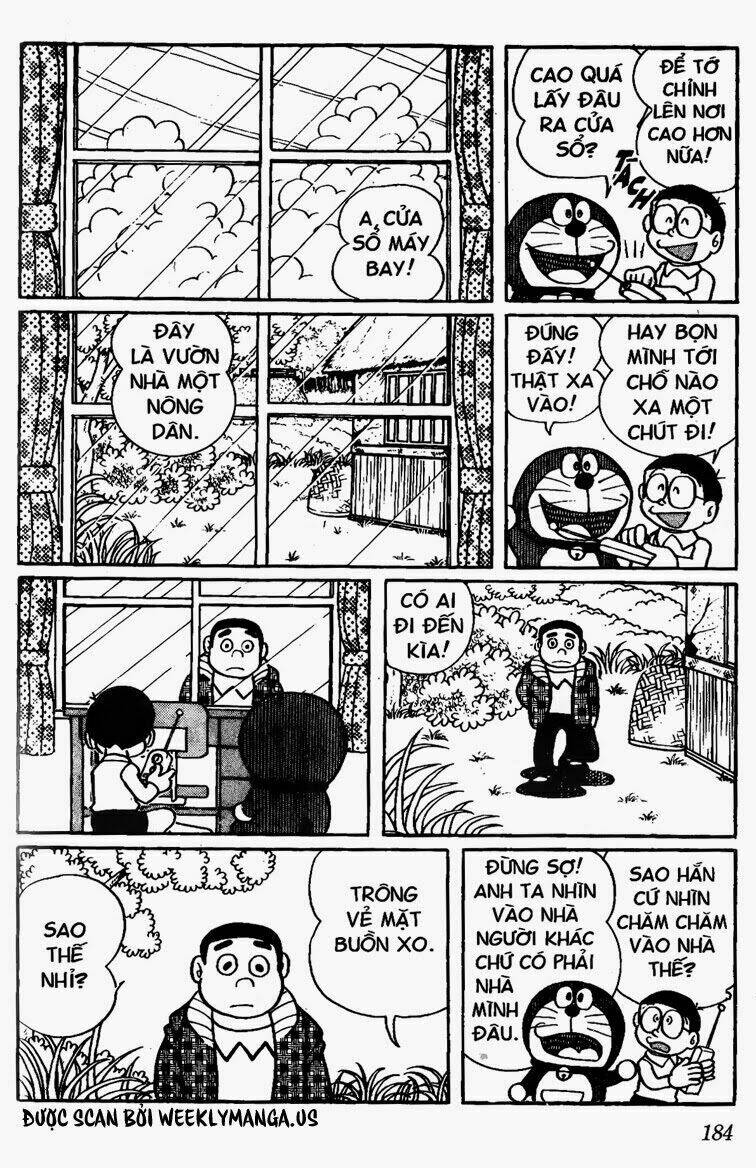 ĐỂ TỚ
CHỈNH
LÊN NƠI
CAO HƠN
NỮA!
CAO QUÁ
LẤY ĐÂU
RA CỬA
SỔ?
TÁCH
A, CỬA
SỔ MÁY
BAY!
HAY BỌN
MÌNH TỚI
CHỖ NÀO
XA MỘT
CHÚT ĐI!
ĐÚNG
ĐẤY!
THẬT XA
VÀO!
ĐÂY
LÀ VƯỜN
NHÀ MỘT
NÔNG
DÂN.
CÓ AI
ĐI ĐẾN
KÌA!
SAO HẮN
CỨ NHÌN
CHĂM CHĂM
VÀO NHÀ
THẾ?
ĐỪNG SỢ!
ANH TA NHÌN
VÀO NHÀ
NGƯỜI KHÁC
CHỨ CÓ PHẢI
NHÀ
MÌNH
ĐÂU.
TRÔNG
VẺ MẶT
BUỒN XO.
SAO
THẾ
NHỈ?
ĐƯỢC SCAN BỞI WEEKLYMANGA.US
184